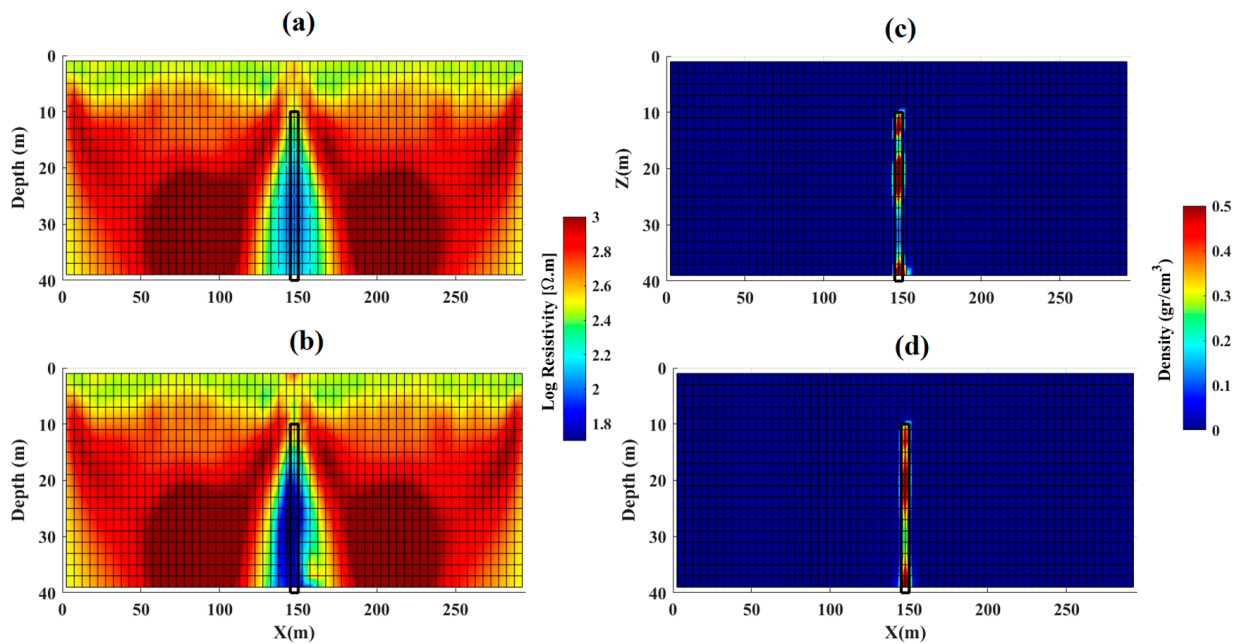 (a)
0
10
20
30
40
Depth (m)
0 50 100 150 200 250
(c)
0
10
20
30
40
Z(m)
0 50 100 150 200 250
Log Resistivity [Ω.m]
3
2.8
2.6
2.4
2.2
2
1.8
Density (gr/cm³)
0.5
0.4
0.3
0.2
0.1
0
(b)
0
10
20
30
40
Depth (m)
0 50 100 150 200 250
X(m)
(d)
0
10
20
30
40
Depth (m)
0 50 100 150 200 250
X(m)